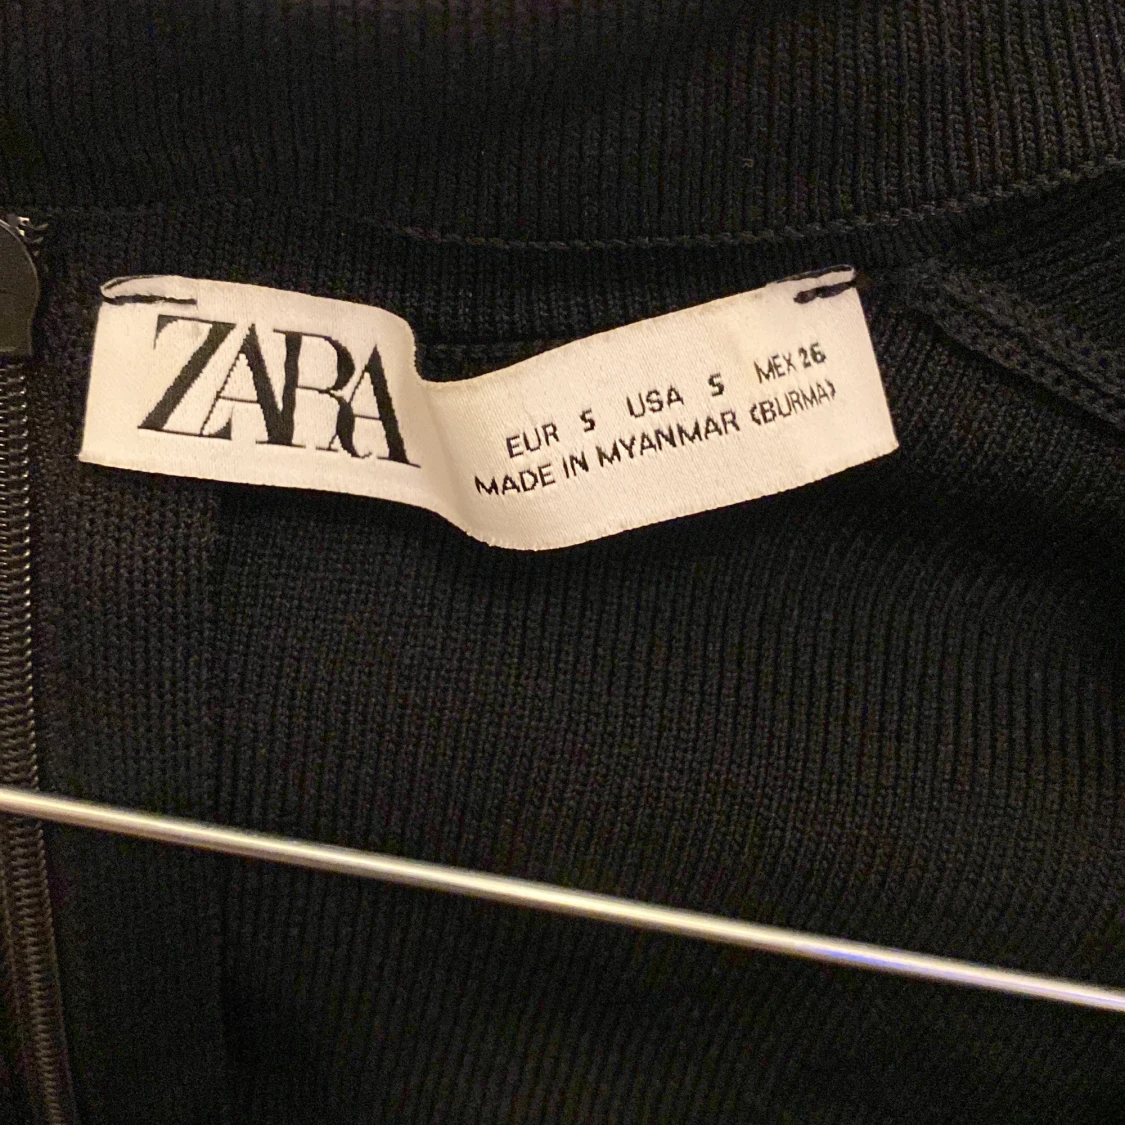 ZARA
EUR S USA S MEX 26
MADE IN MYANMAR (BURMA)